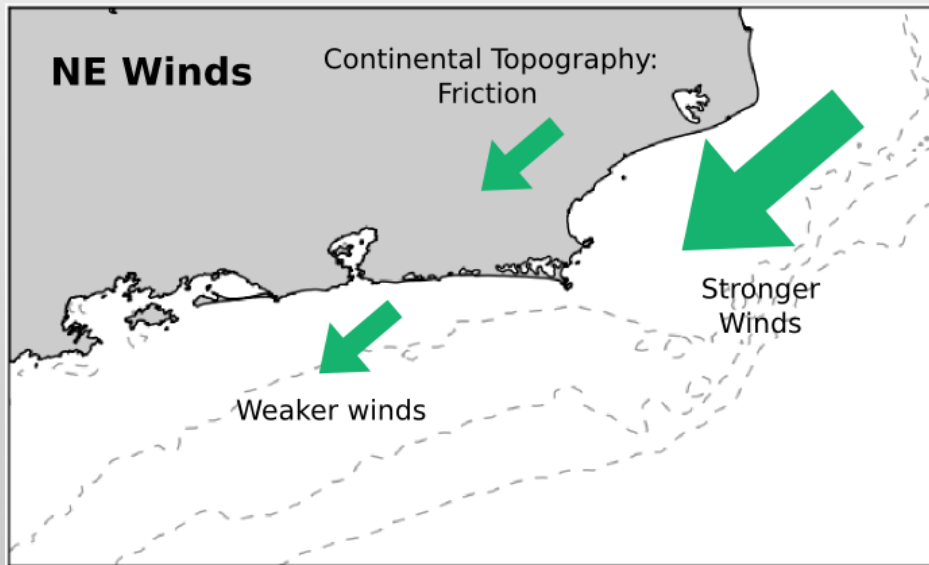 NE Winds
Continental Topography:
Friction
Stronger
Winds
Weaker winds